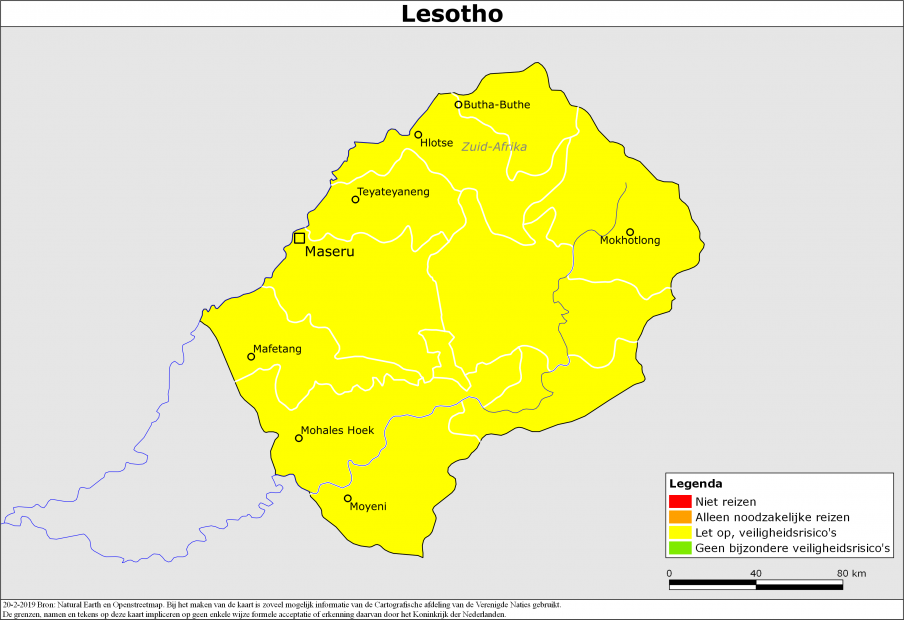 Lesotho
Butha-Buthe
Hlotse
Zuid-Afrika
Teyateyaneng
Mokhotlong
Maseru
Mafetang
Mohales Hoek
Moyeni
Legenda
Niet reizen
Alleen noodzakelijke reizen
Let op, veiligheidsrisico's
Geen bijzondere veiligheidsrisico's
0 40 80 km
20-2-2019 Bron: Natural Earth en Openstreetmap. Bij het maken van de kaart is zoveel mogelijk informatie van de Cartografische afdeling van de Verenigde Naties gebruikt.
De grenzen, namen en tekens op deze kaart impliceren op geen enkele wijze formele acceptatie of erkenning daarvan door het Koninkrijk der Nederlanden.